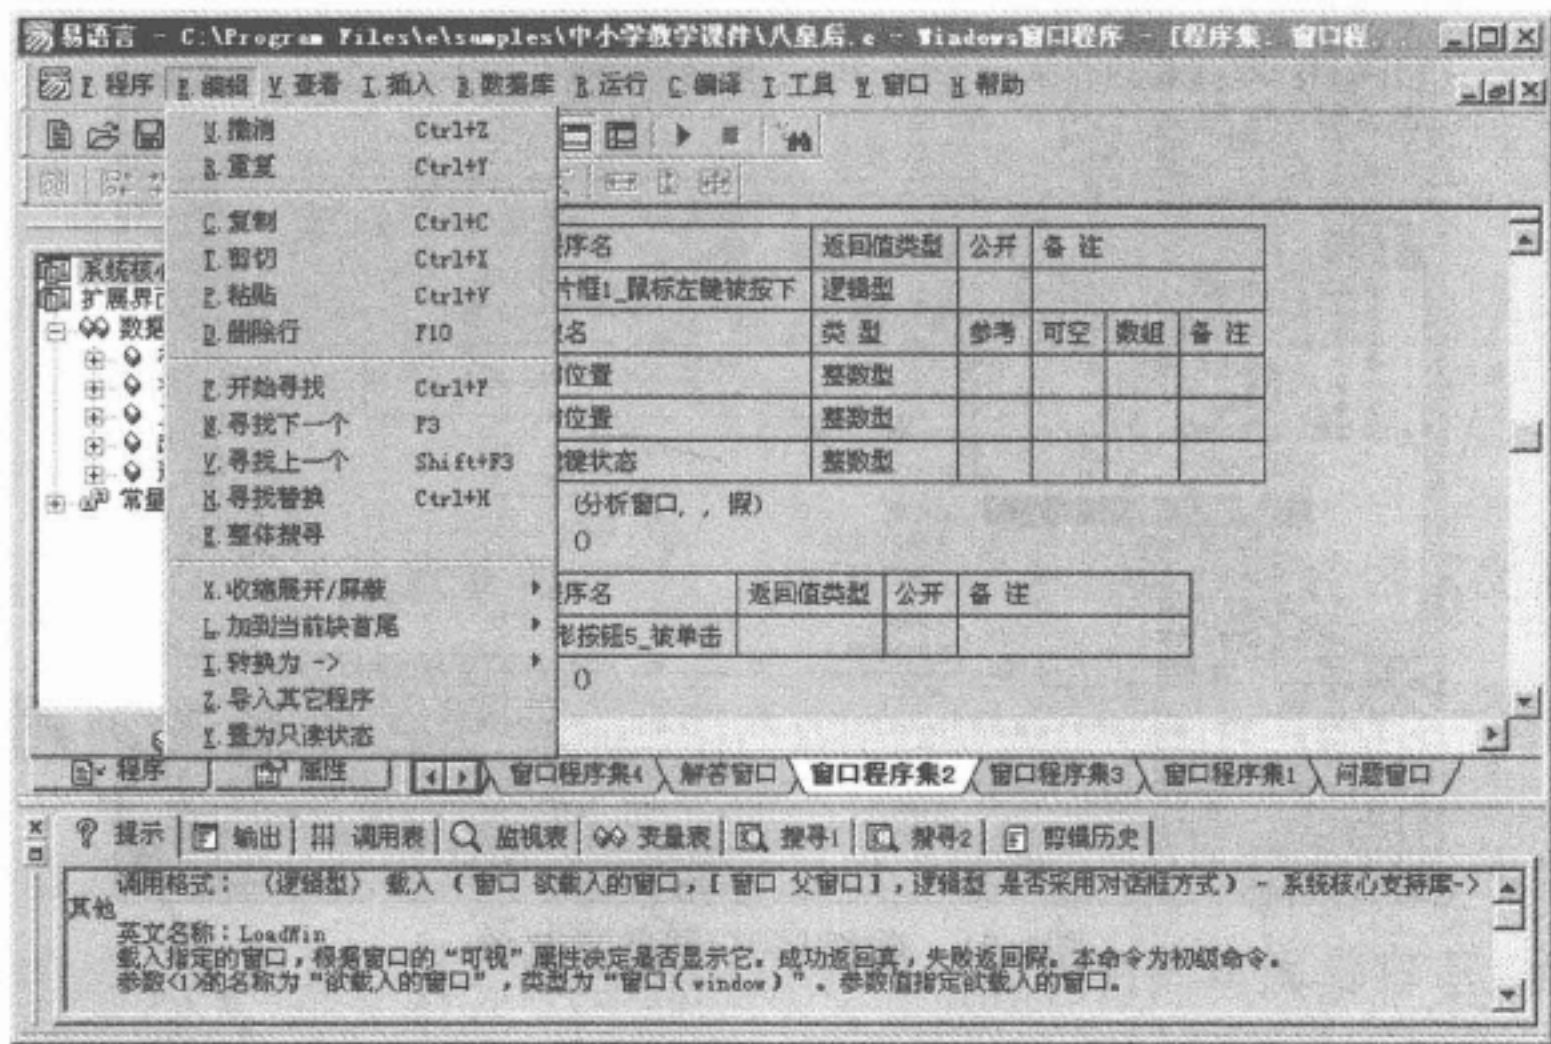 易语言 - C:\Program Files\e\samples\中小学教学课件\八皇后.e - Windows窗口程序 - [程序集: 窗口程...
F.程序 E.编辑 V.查看 I.插入 B.数据库 R.运行 C.编译 T.工具 W.窗口 H.帮助
U.撤消 Ctrl+Z
R.重复 Ctrl+Y
C.复制 Ctrl+C
T.剪切 Ctrl+X
P.粘贴 Ctrl+V
D.删除行 F10
F.开始寻找 Ctrl+F
N.寻找下一个 F3
V.寻找上一个 Shift+F3
H.寻找替换 Ctrl+H
整体搜寻
X.收缩展开/屏蔽
L.加到当前块首尾
I.转换为 ->
Z.导入其它程序
Y.置为只读状态
系统核心
扩展界面
数据
常量
序名 返回值类型 公开 备 注
片框1_鼠标左键被按下 逻辑型
名 类 型 参考 可空 数组 备 注
位置 整数型
位置 整数型
键状态 整数型
(分析窗口, , 假)
()
序名 返回值类型 公开 备 注
形按钮5_被单击
()
程序 属性 窗口程序集4 解答窗口 窗口程序集2 窗口程序集3 窗口程序集1 问题窗口
提示 输出 调用表 监视表 变量表 搜寻1 搜寻2 剪辑历史
调用格式: 〈逻辑型〉 载入 (窗口 欲载入的窗口,[窗口 父窗口],逻辑型 是否采用对话框方式) - 系统核心支持库->
其他
英文名称:LoadWin
载入指定的窗口,根据窗口的“可视”属性决定是否显示它。成功返回真,失败返回假。本命令为初级命令。
参数<1>的名称为“欲载入的窗口”,类型为“窗口(window)”。参数值指定欲载入的窗口。